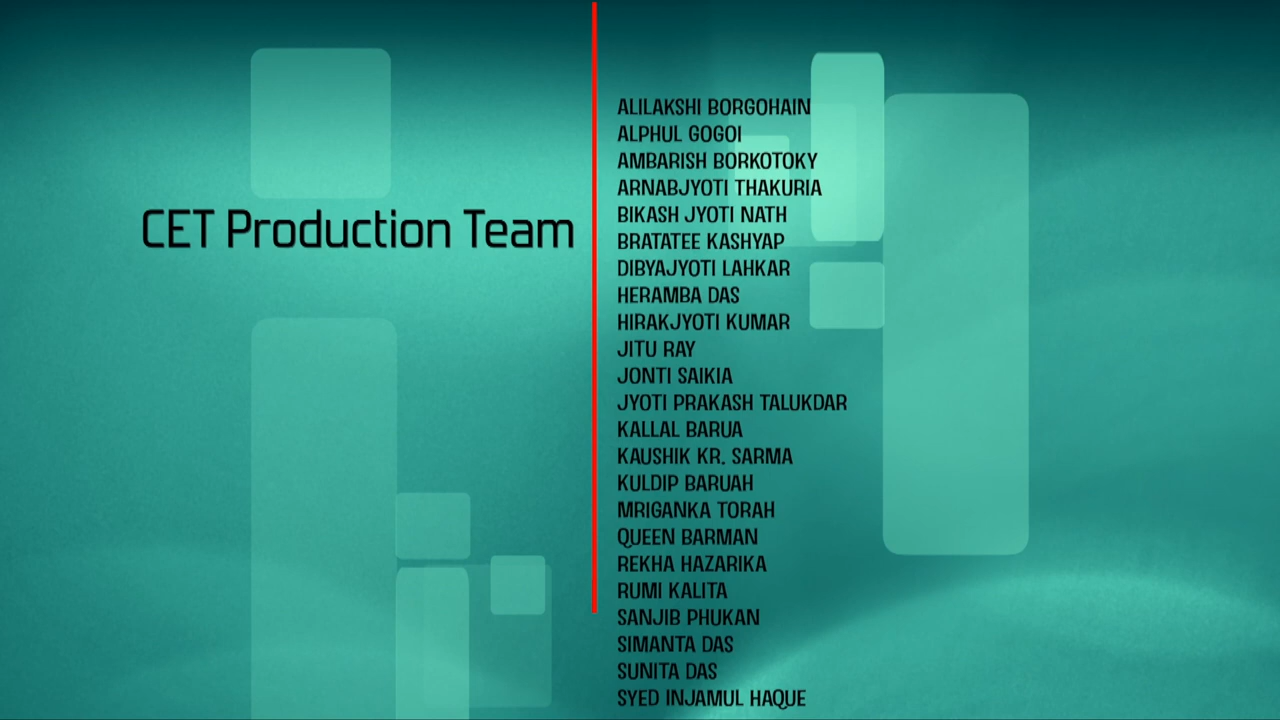 CET Production Team
ALILAKSHI BORGOHAIN
ALPHUL GOGOI
AMBARISH BORKOTOKY
ARNABJYOTI THAKURIA
BIKASH JYOTI NATH
BRATATEE KASHYAP
DIBYAJYOTI LAHKAR
HERAMBA DAS
HIRAKJYOTI KUMAR
JITU RAY
JONTI SAIKIA
JYOTI PRAKASH TALUKDAR
KALLAL BARUA
KAUSHIK KR. SARMA
KULDIP BARUAH
MRIGANKA TORAH
QUEEN BARMAN
REKHA HAZARIKA
RUMI KALITA
SANJIB PHUKAN
SIMANTA DAS
SUNITA DAS
SYED INJAMUL HAQUE